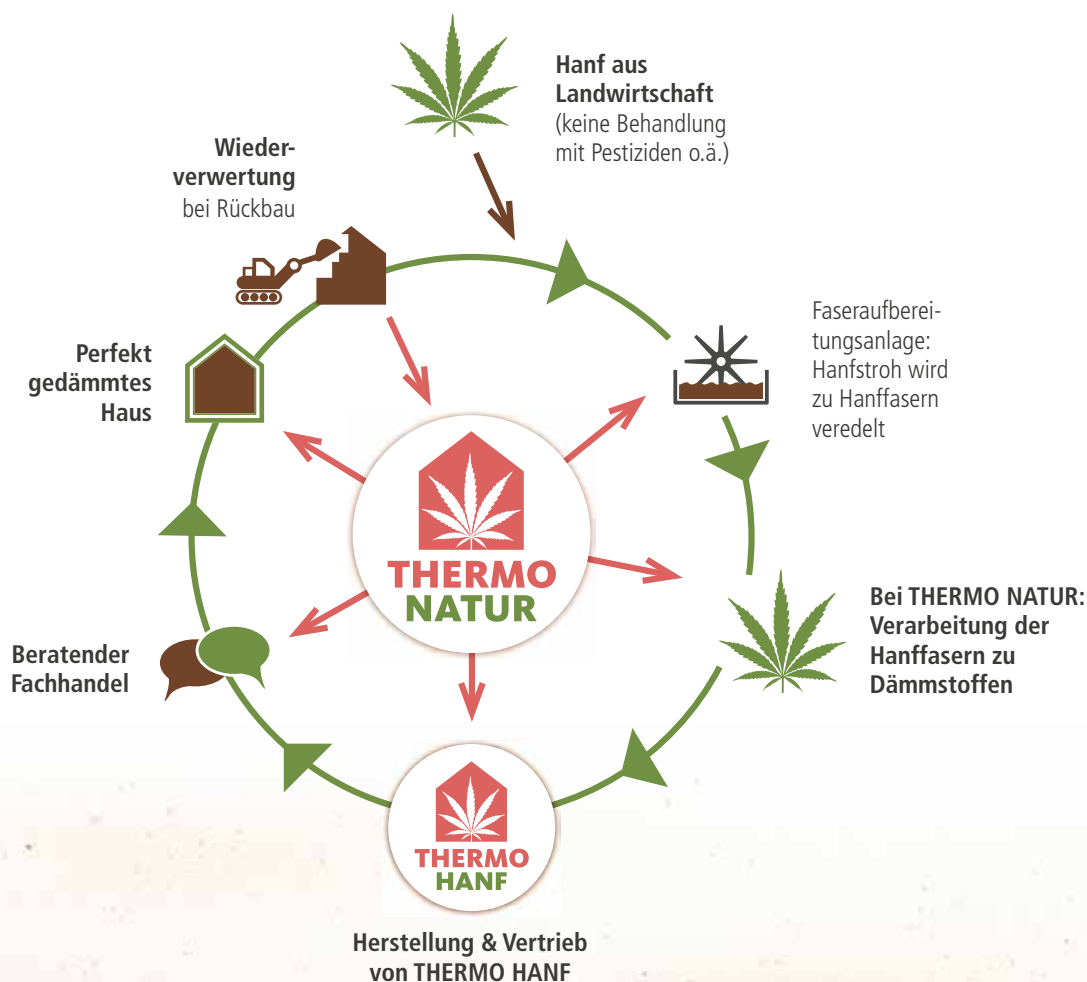 Hanf aus
Landwirtschaft
(keine Behandlung
mit Pestiziden o.ä.)
Wieder-
verwertung
bei Rückbau
Faseraufberei-
tungsanlage:
Hanfstroh wird
zu Hanffasern
veredelt
Perfekt
gedämmtes
Haus
THERMO
NATUR
Bei THERMO NATUR:
Verarbeitung der
Hanffasern zu
Dämmstoffen
Beratender
Fachhandel
THERMO
HANF
Herstellung & Vertrieb
von THERMO HANF